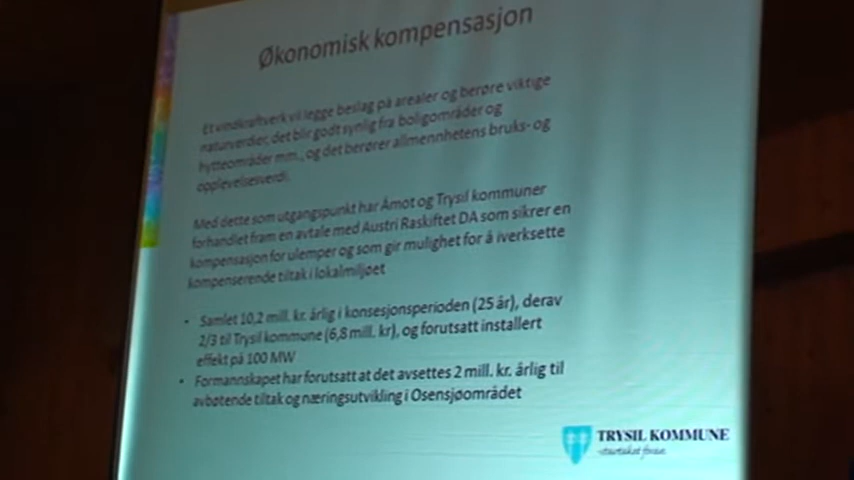 Økonomisk kompensasjon
Et vindkraftverk vil legge beslag på arealer og berøre viktige
naturverdier, det blir godt synlig fra boligområder og
hytteområder mm., og det berører allmennhetens bruks- og
opplevelsesverdi.
Med dette som utgangspunkt har Åmot og Trysil kommuner
forhandlet fram en avtale med Austri Raskiftet DA som sikrer en
kompensasjon for ulemper og som gir mulighet for å iverksette
kompenserende tiltak i lokalmiljøet
• Samlet 10,2 mill. kr. årlig i konsesjonsperioden (25 år), derav
2/3 til Trysil kommune (6,8 mill. kr), og forutsatt installert
effekt på 100 MW
• Formannskapet har forutsatt at det avsettes 2 mill. kr. årlig til
avbøtende tiltak og næringsutvikling i Osensjøområdet
TRYSIL KOMMUNE